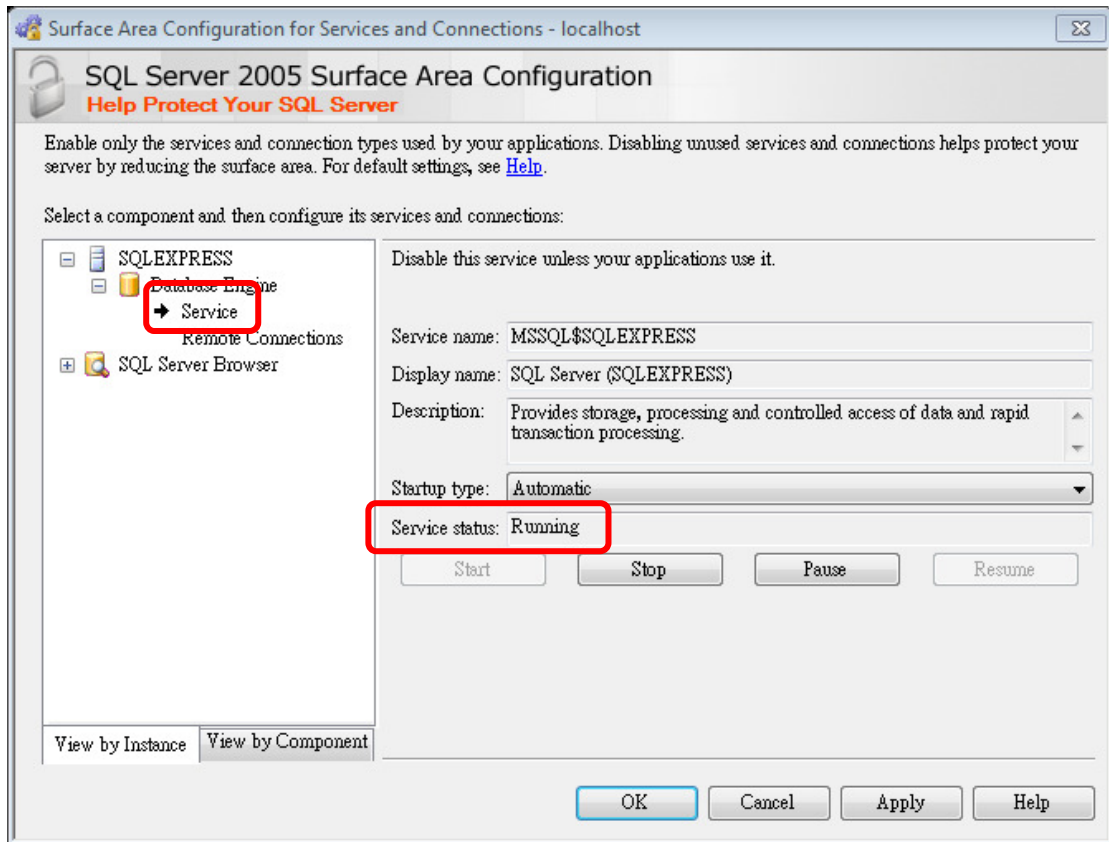 Surface Area Configuration for Services and Connections - localhost
SQL Server 2005 Surface Area Configuration
Help Protect Your SQL Server
Enable only the services and connection types used by your applications. Disabling unused services and connections helps protect your
server by reducing the surface area. For default settings, see Help.
Select a component and then configure its services and connections:
SQLEXPRESS
Database Engine
Service
Remote Connections
SQL Server Browser
View by Instance
View by Component
Disable this service unless your applications use it.
Service name: MSSQL$SQLEXPRESS
Display name: SQL Server (SQLEXPRESS)
Description: Provides storage, processing and controlled access of data and rapid
transaction processing.
Startup type: Automatic
Service status: Running
Start Stop Pause Resume
OK Cancel Apply Help